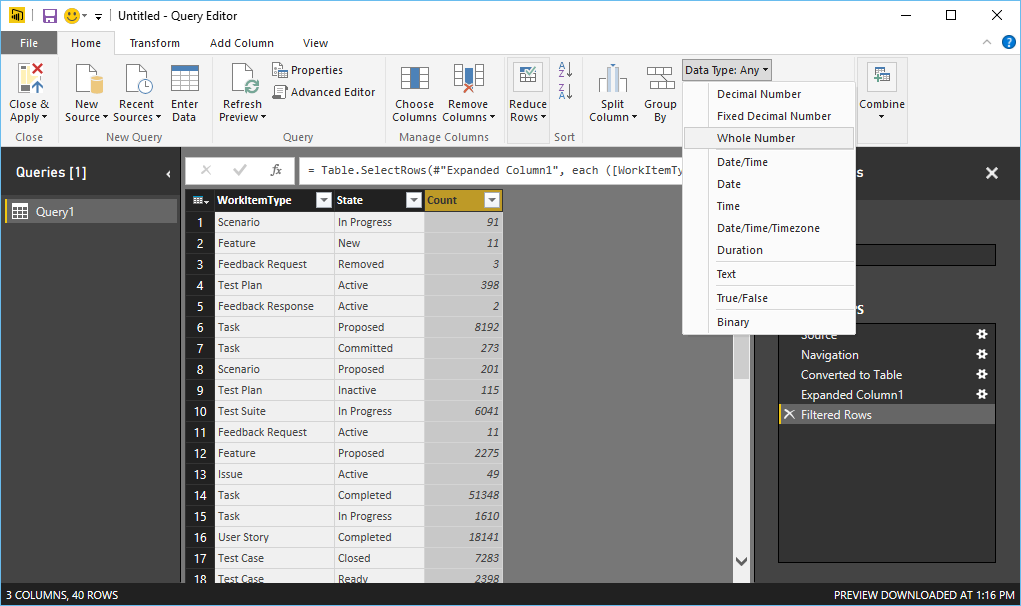 Untitled - Query Editor
File Home Transform Add Column View
Close & Apply
Close
New Source
Recent Sources
Enter Data
New Query
Refresh Preview
Properties
Advanced Editor
Query
Choose Columns
Remove Columns
Manage Columns
Reduce Rows
Sort
Split Column
Group By
Data Type: Any
Decimal Number
Fixed Decimal Number
Whole Number
Date/Time
Date
Time
Date/Time/Timezone
Duration
Text
True/False
Binary
Combine
Queries [1]
Query1
fx = Table.SelectRows(#"Expanded Column1", each ([WorkItemTy
WorkItemType State Count
1 Scenario In Progress 91
2 Feature New 11
3 Feedback Request Removed 3
4 Test Plan Active 398
5 Feedback Response Active 2
6 Task Proposed 8192
7 Task Committed 273
8 Scenario Proposed 201
9 Test Plan Inactive 115
10 Test Suite In Progress 6041
11 Feedback Request Active 11
12 Feature Proposed 2275
13 Issue Active 49
14 Task Completed 51348
15 Task In Progress 1610
16 User Story Completed 18141
17 Test Case Closed 7283
18 Test Case Ready 2398
s
S
Source
Navigation
Converted to Table
Expanded Column1
Filtered Rows
3 COLUMNS, 40 ROWS
PREVIEW DOWNLOADED AT 1:16 PM